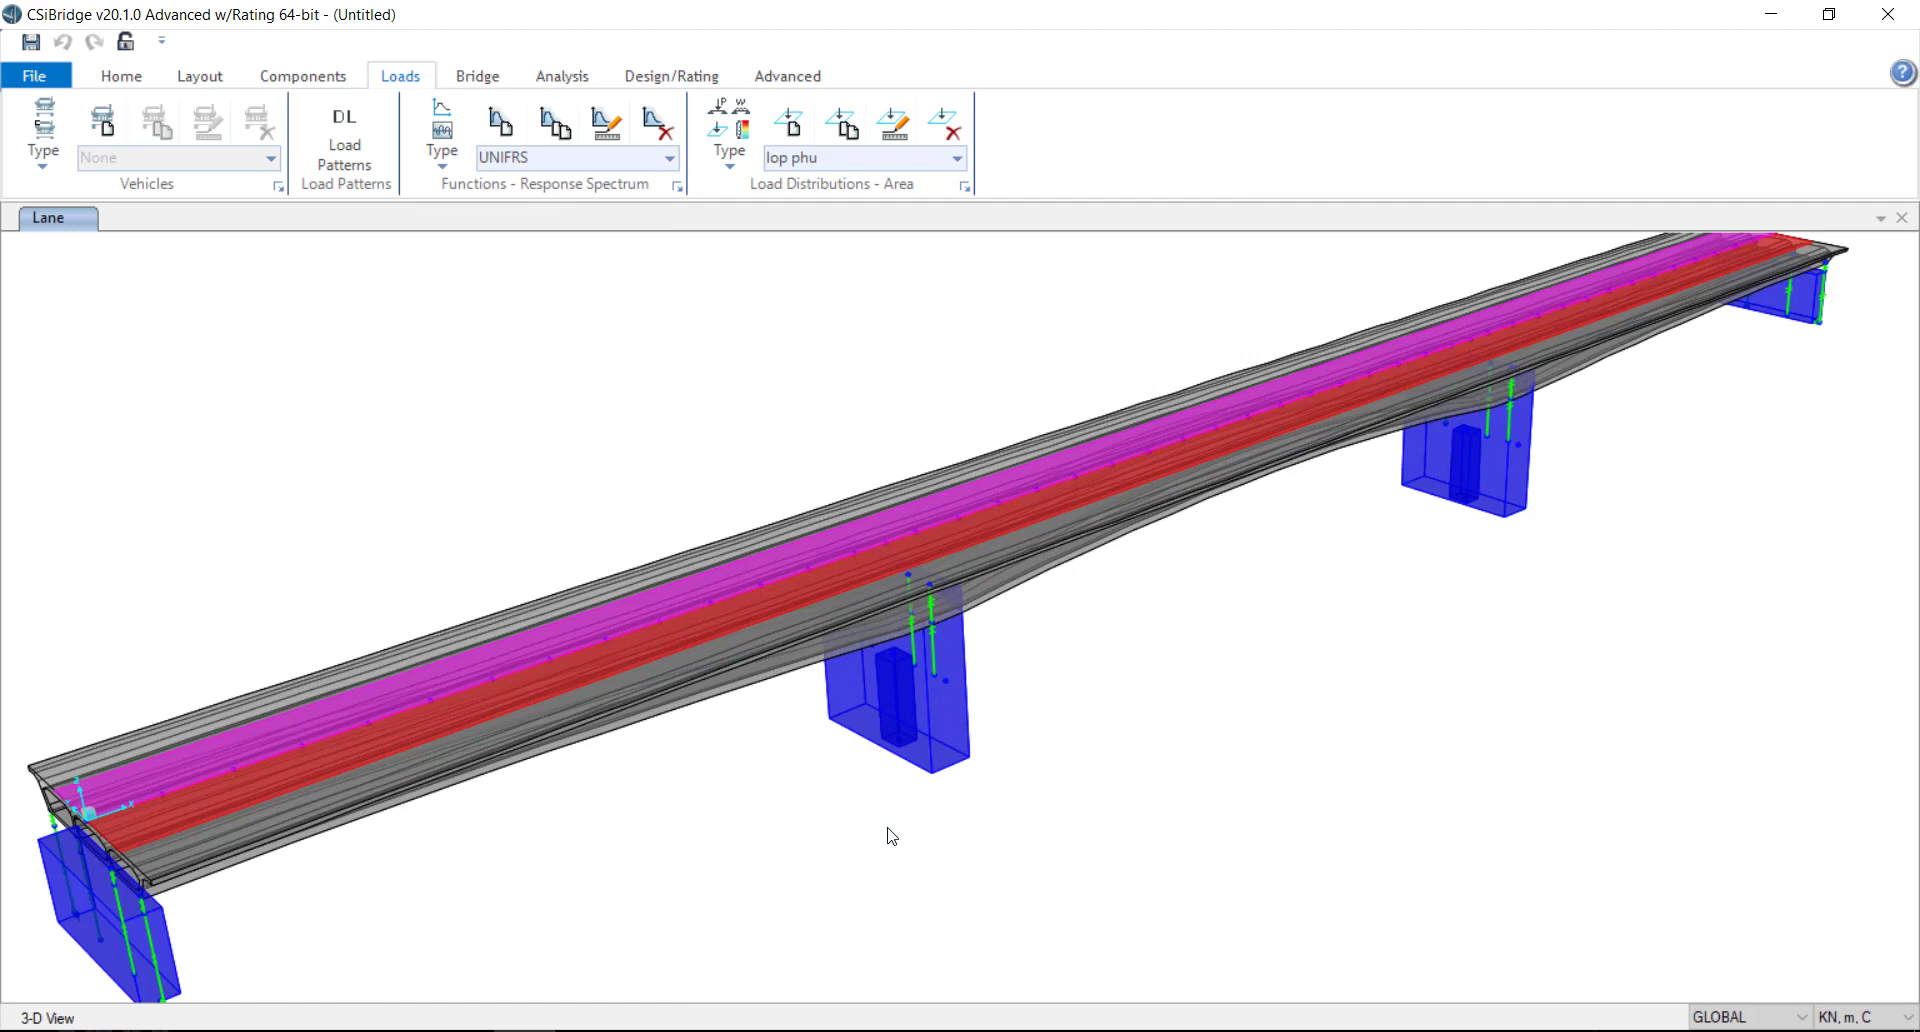 CSiBridge v20.1.0 Advanced w/Rating 64-bit - (Untitled)
File Home Layout Components Loads Bridge Analysis Design/Rating Advanced
Type
None
Vehicles
DL
Load
Patterns
Load Patterns
Type
UNIFRS
Functions - Response Spectrum
P W
Type
lop phu
Load Distributions - Area
Lane
Z
X
3-D View
GLOBAL
KN, m, C